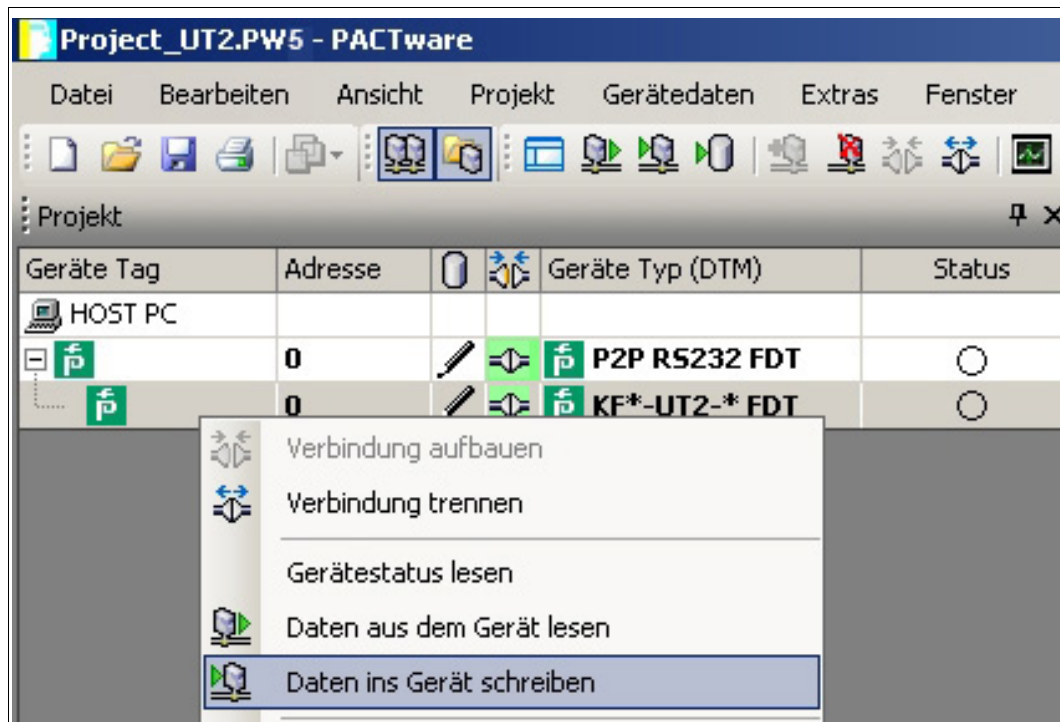 Project_UT2.PW5 - PACTware
Datei Bearbeiten Ansicht Projekt Gerätedaten Extras Fenster
Projekt
Geräte Tag Adresse Geräte Typ (DTM) Status
HOST PC
0 P2P RS232 FDT
0 KF*-UT2-* FDT
Verbindung aufbauen
Verbindung trennen
Gerätestatus lesen
Daten aus dem Gerät lesen
Daten ins Gerät schreiben